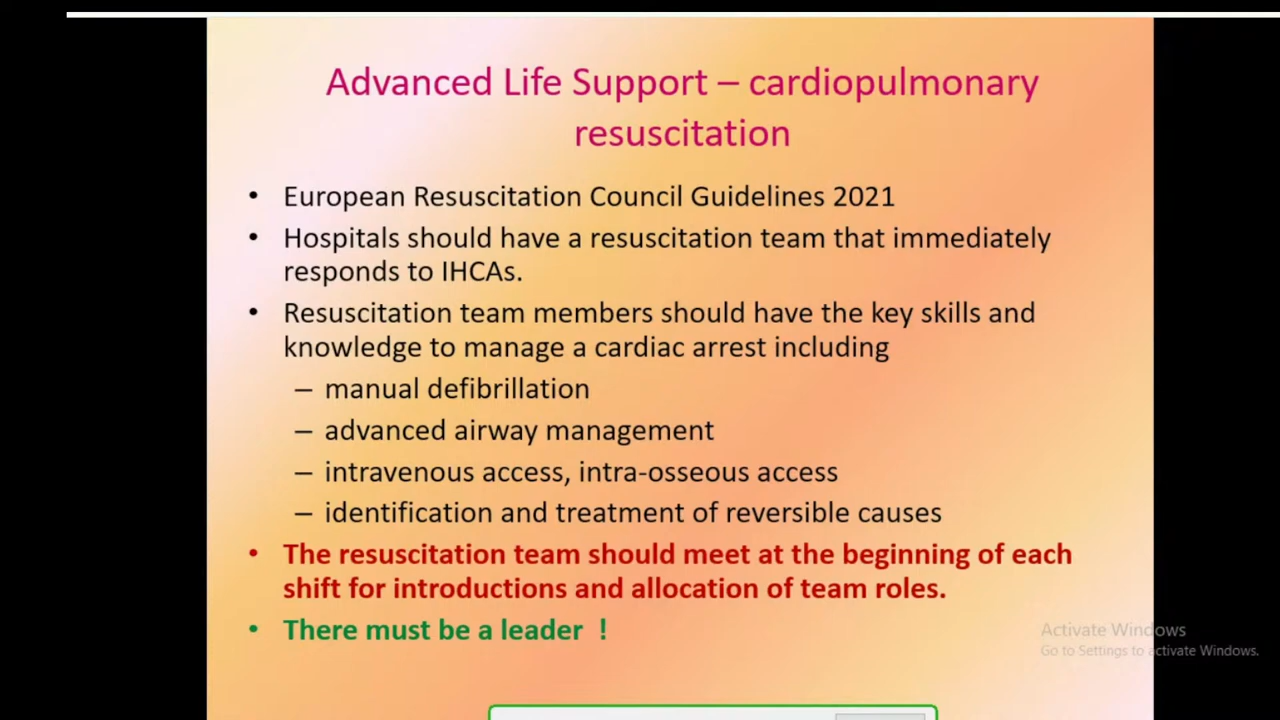 Advanced Life Support – cardiopulmonary
resuscitation
• European Resuscitation Council Guidelines 2021
• Hospitals should have a resuscitation team that immediately
responds to IHCAs.
• Resuscitation team members should have the key skills and
knowledge to manage a cardiac arrest including
– manual defibrillation
– advanced airway management
– intravenous access, intra-osseous access
– identification and treatment of reversible causes
• The resuscitation team should meet at the beginning of each
shift for introductions and allocation of team roles.
• There must be a leader !
Activate Windows
Go to Settings to activate Windows.